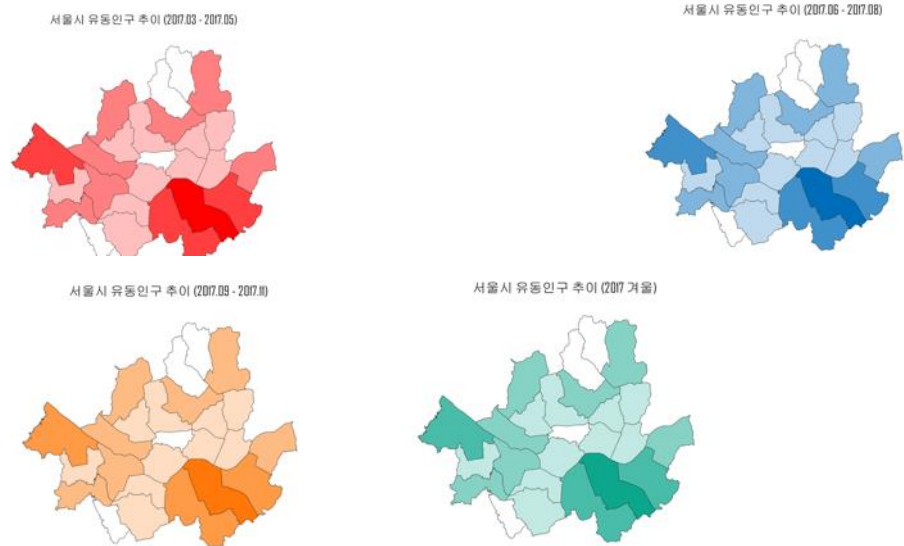 서울시 유동인구 추이 (2017.03 - 2017.05)
서울시 유동인구 추이 (2017.06 - 2017.08)
서울시 유동인구 추이 (2017.09 - 2017.11)
서울시 유동인구 추이 (2017 겨울)